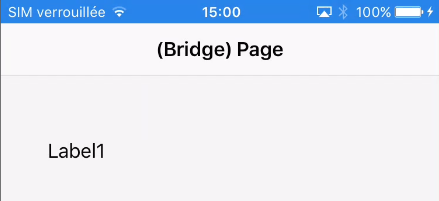 SIM verrouillée 15:00 100%
(Bridge) Page
Label1